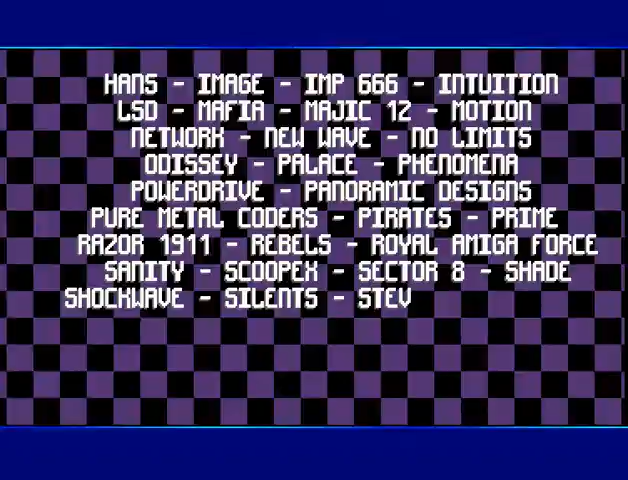 HANS - IMAGE - IMP 666 - INTUITION
LSD - MAFIA - MAJIC 12 - MOTION
NETWORK - NEW WAVE - NO LIMITS
ODISSEY - PALACE - PHENOMENA
POWERDRIVE - PANORAMIC DESIGNS
PURE METAL CODERS - PIRATES - PRIME
RAZOR 1911 - REBELS - ROYAL AMIGA FORCE
SANITY - SCOOPEX - SECTOR 8 - SHADE
SHOCKWAVE - SILENTS - STEV